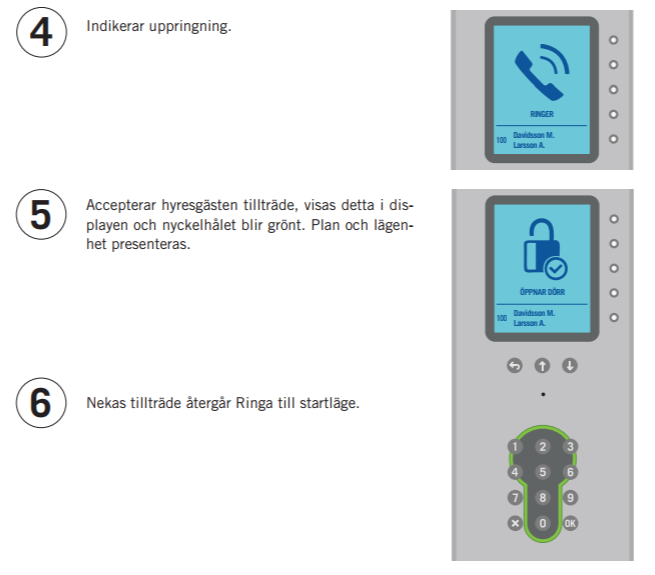 4
Indikerar uppringning.
RINGER
100 Davidsson M.
Larsson A.
5
Accepterar hyresgästen tillträde, visas detta i dis-
playen och nyckelhålet blir grönt. Plan och lägen-
het presenteras.
ÖPPNAR DÖRR
100 Davidsson M.
Larsson A.
6
Nekas tillträde återgår Ringa till startläge.
1 2 3
4 5 6
7 8 9
× 0 OK